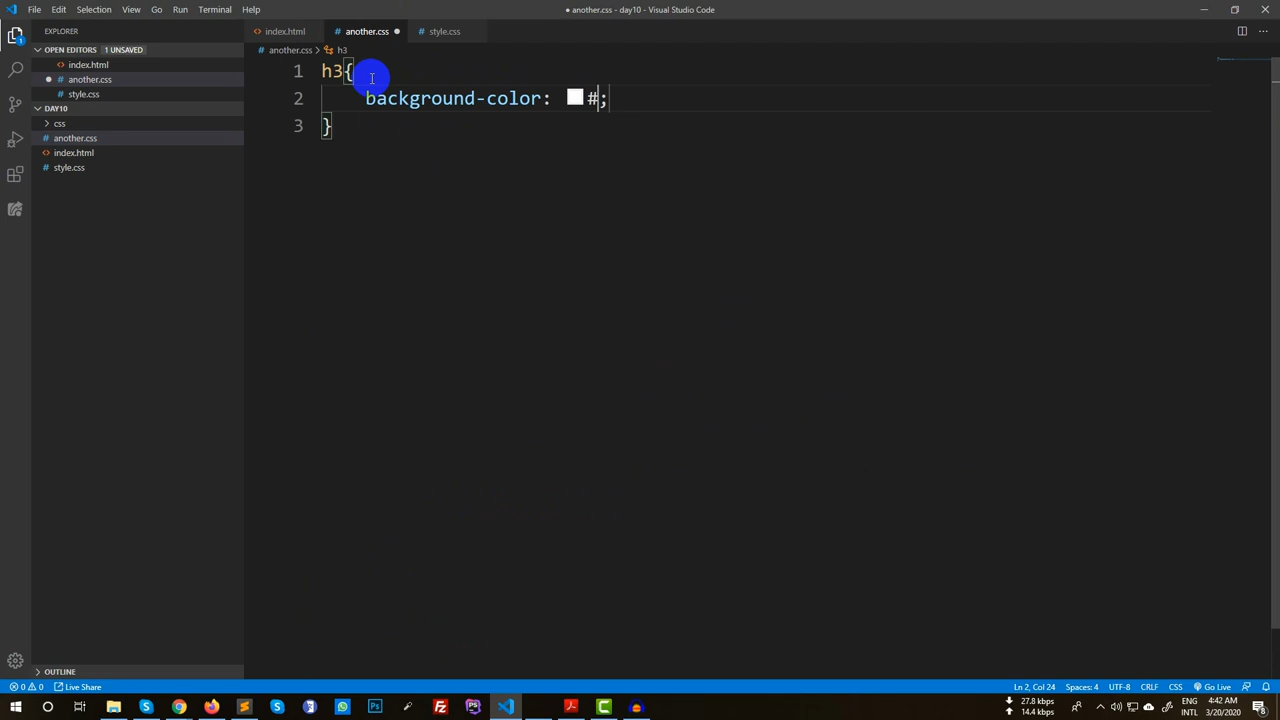 File Edit Selection View Go Run Terminal Help
● another.css - day10 - Visual Studio Code
EXPLORER
OPEN EDITORS 1 UNSAVED
index.html
another.css
style.css
DAY10
css
another.css
index.html
style.css
OUTLINE
index.html
another.css
style.css
another.css > h3
1 h3{
2 background-color: #;
3 }
0 0
Live Share
Ln 2, Col 24
Spaces: 4
UTF-8
CRLF
CSS
Go Live
27.8 kbps
14.4 kbps
ENG
INTL
4:42 AM
3/20/2020